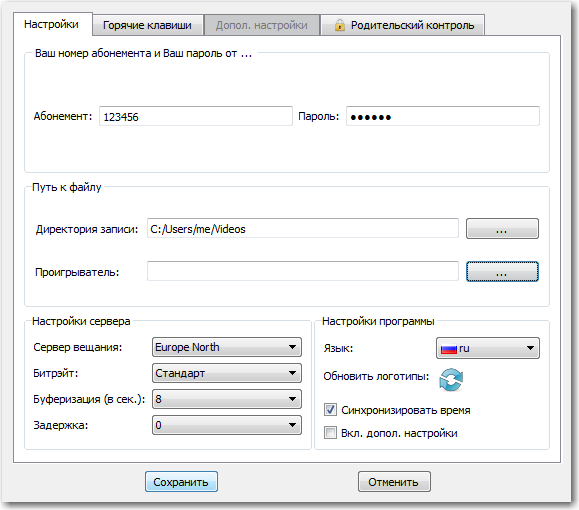 Настройки Горячие клавиши Допол. настройки Родительский контроль
Ваш номер абонемента и Ваш пароль от ...
Абонемент: 123456 Пароль: ●●●●●●
Путь к файлу
Директория записи: C:/Users/me/Videos ...
Проигрыватель: ...
Настройки сервера
Сервер вещания: Europe North
Битрэйт: Стандарт
Буферизация (в сек.): 8
Задержка: 0
Настройки программы
Язык: ru
Обновить логотипы:
Синхронизировать время
Вкл. допол. настройки
Сохранить Отменить